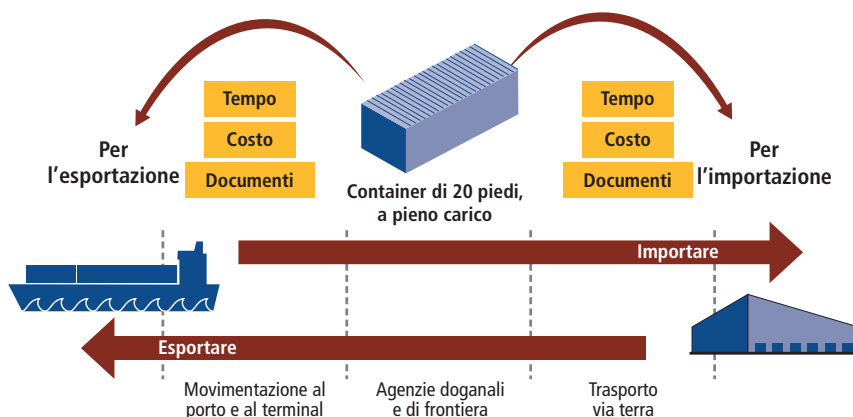 Tempo
Costo
Documenti
Per
l’esportazione
Container di 20 piedi,
a pieno carico
Tempo
Costo
Documenti
Per
l’importazione
Importare
Esportare
Movimentazione al
porto e al terminal
Agenzie doganali
e di frontiera
Trasporto
via terra